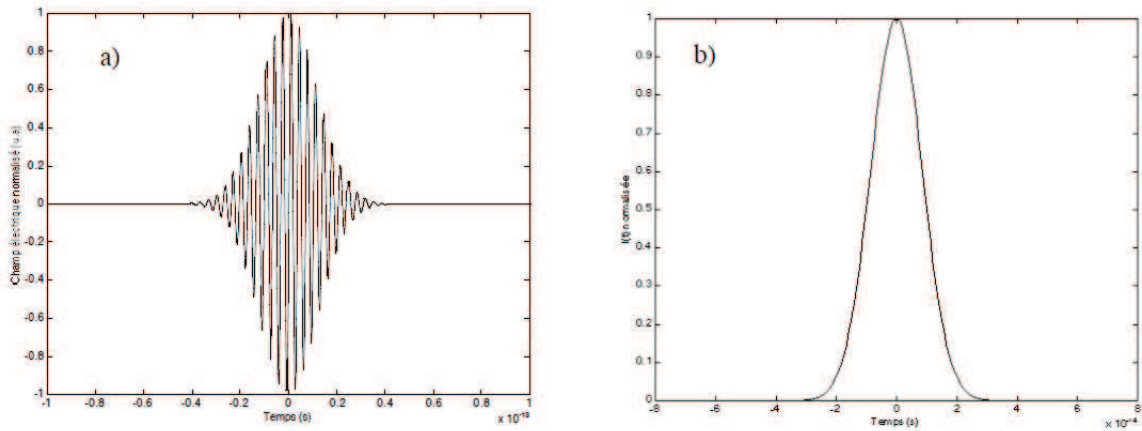 a)
Champ électrique normalisé (u.a)
1
0.8
0.6
0.4
0.2
0
-0.2
-0.4
-0.6
-0.8
-1
-1 -0.8 -0.6 -0.4 -0.2 0 0.2 0.4 0.6 0.8 1
Temps (s)
b)
I(t) normalisée
1
0.9
0.8
0.7
0.6
0.5
0.4
0.3
0.2
0.1
0
-8 -6 -4 -2 0 2 4 6 8
Temps (s)